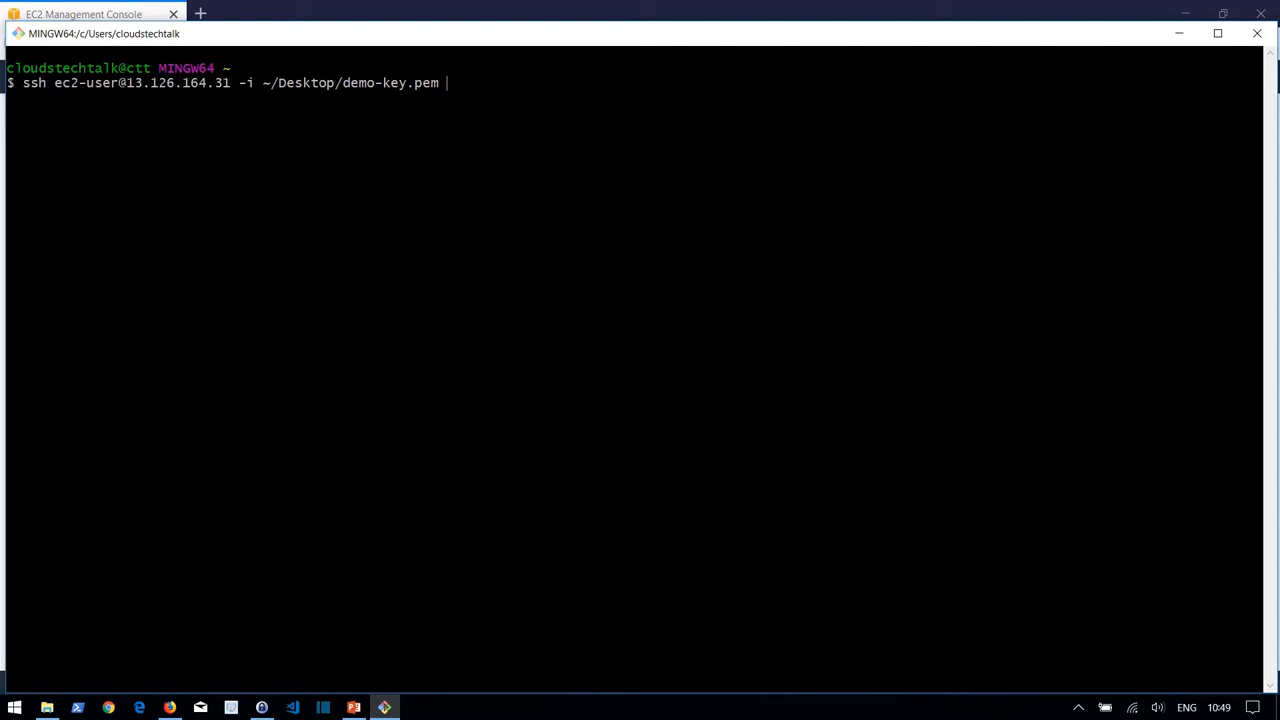 EC2 Management Console
MINGW64:/c/Users/cloudstechtalk
cloudstechtalk@ctt MINGW64 ~
$ ssh ec2-user@13.126.164.31 -i ~/Desktop/demo-key.pem
ENG 10:49